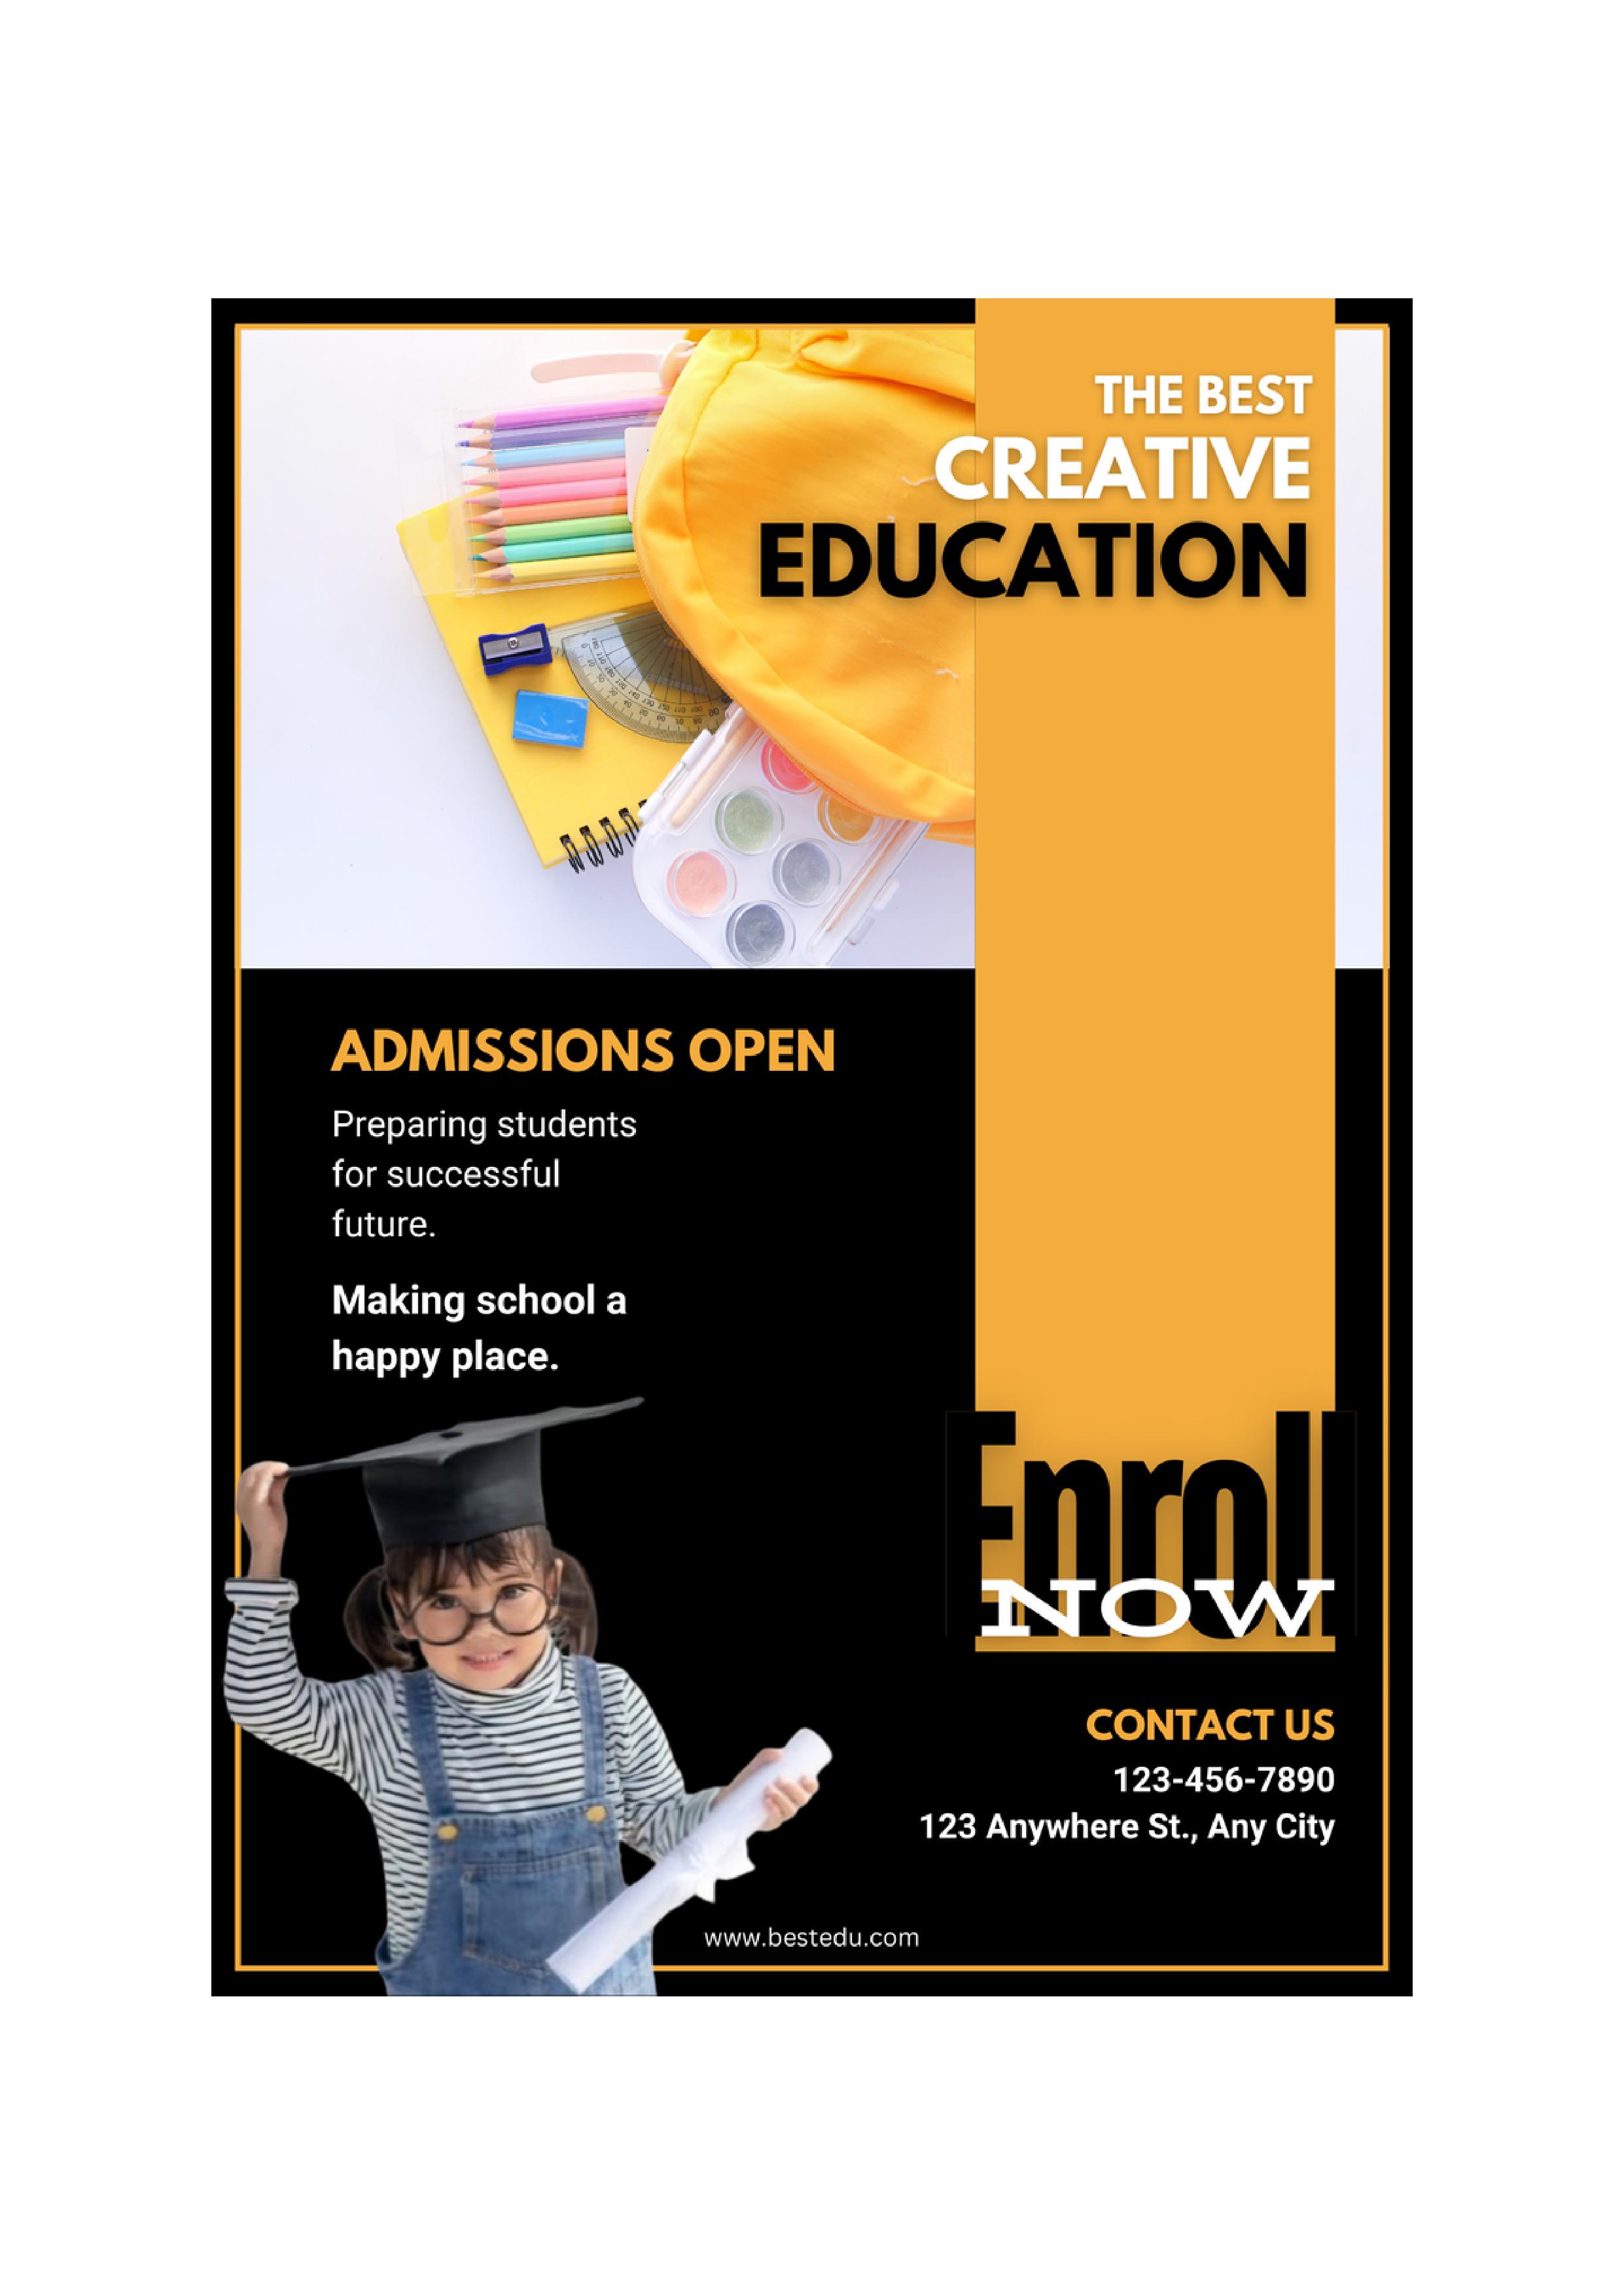 THE BEST
CREATIVE
EDUCATION
ADMISSIONS OPEN
Preparing students
for successful
future.
Making school a
happy place.
Enroll
NOW
CONTACT US
123-456-7890
123 Anywhere St., Any City
www.bestedu.com